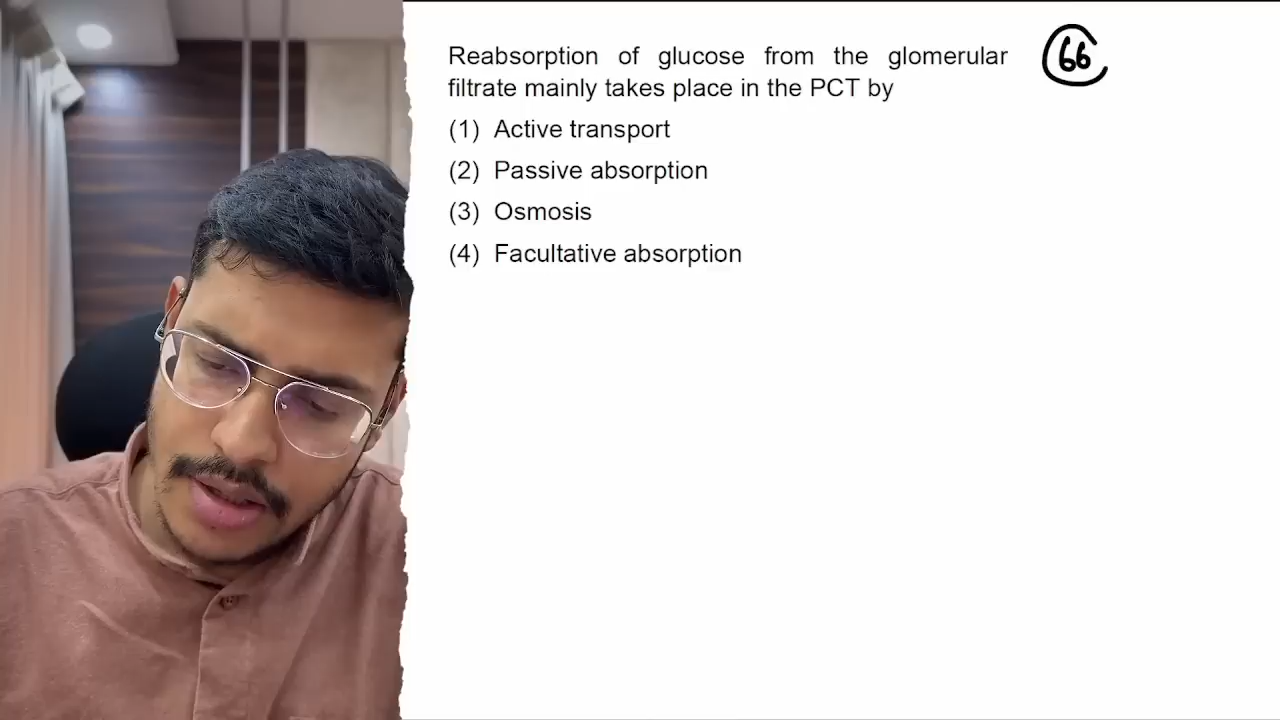 Reabsorption of glucose from the glomerular
filtrate mainly takes place in the PCT by
(1) Active transport
(2) Passive absorption
(3) Osmosis
(4) Facultative absorption
66